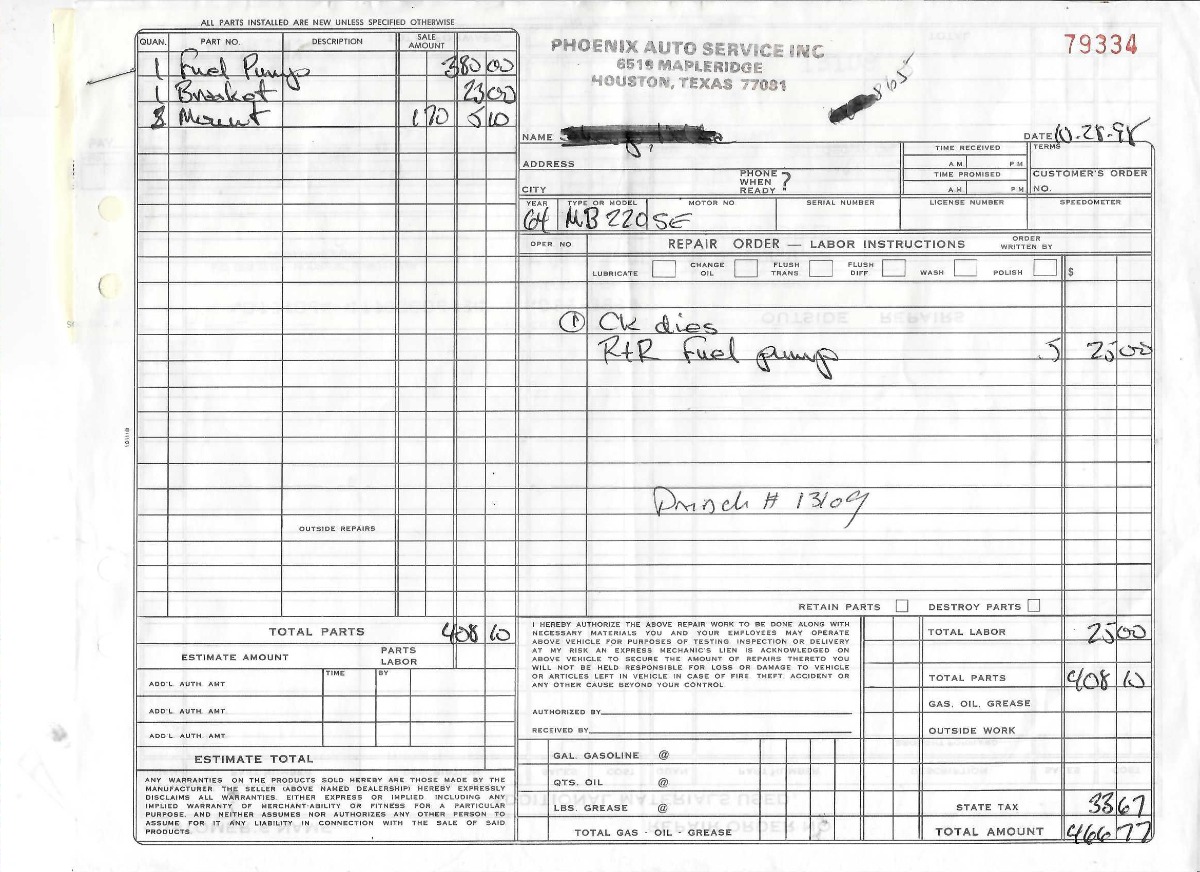 ALL PARTS INSTALLED ARE NEW UNLESS SPECIFIED OTHERWISE
QUAN. PART NO. DESCRIPTION SALE AMOUNT
1 Fuel Pump 380 00
1 23 00
3 1 70 5 10
OUTSIDE REPAIRS
TOTAL PARTS 408 10
ESTIMATE AMOUNT PARTS LABOR
TIME BY
ADD'L AUTH. AMT.
ADD'L AUTH. AMT.
ADD'L AUTH. AMT.
ESTIMATE TOTAL
ANY WARRANTIES ON THE PRODUCTS SOLD HEREBY ARE THOSE MADE BY THE
MANUFACTURER. THE SELLER (ABOVE NAMED DEALERSHIP) HEREBY EXPRESSLY
DISCLAIMS ALL WARRANTIES. EITHER EXPRESS OR IMPLIED INCLUDING ANY
IMPLIED WARRANTY OF MERCHANT-ABILITY OR FITNESS FOR A PARTICULAR
PURPOSE. AND NEITHER ASSUMES NOR AUTHORIZES ANY OTHER PERSON TO
ASSUME FOR IT ANY LIABILITY IN CONNECTION WITH THE SALE OF SAID
PRODUCTS.
PHOENIX AUTO SERVICE INC
6519 MAPLERIDGE
HOUSTON, TEXAS 77081
79334
8655
NAME DATE 10-28-98
ADDRESS
CITY
PHONE WHEN READY ?
TIME RECEIVED
A.M. P.M.
TIME PROMISED
A.M. P.M.
TERMS
CUSTOMER'S ORDER NO.
YEAR TYPE OR MODEL MOTOR NO SERIAL NUMBER LICENSE NUMBER SPEEDOMETER
64 MB 220 SE
OPER NO REPAIR ORDER — LABOR INSTRUCTIONS ORDER WRITTEN BY
LUBRICATE CHANGE OIL FLUSH TRANS. FLUSH DIFF WASH POLISH $
1 CK dies
R+R Fuel pump .5 25 00
# 13109
RETAIN PARTS DESTROY PARTS
I HEREBY AUTHORIZE THE ABOVE REPAIR WORK TO BE DONE ALONG WITH
NECESSARY MATERIALS YOU AND YOUR EMPLOYEES MAY OPERATE
ABOVE VEHICLE FOR PURPOSES OF TESTING INSPECTION OR DELIVERY
AT MY RISK AN EXPRESS MECHANIC'S LIEN IS ACKNOWLEDGED ON
ABOVE VEHICLE TO SECURE THE AMOUNT OF REPAIRS THERETO YOU
WILL NOT BE HELD RESPONSIBLE FOR LOSS OR DAMAGE TO VEHICLE
OR ARTICLES LEFT IN VEHICLE IN CASE OF FIRE THEFT. ACCIDENT OR
ANY OTHER CAUSE BEYOND YOUR CONTROL
AUTHORIZED BY
RECEIVED BY
GAL. GASOLINE @
QTS. OIL @
LBS. GREASE @
TOTAL GAS - OIL - GREASE
TOTAL LABOR 25 00
TOTAL PARTS 408 10
GAS. OIL. GREASE
OUTSIDE WORK
STATE TAX 33 67
TOTAL AMOUNT 466 77